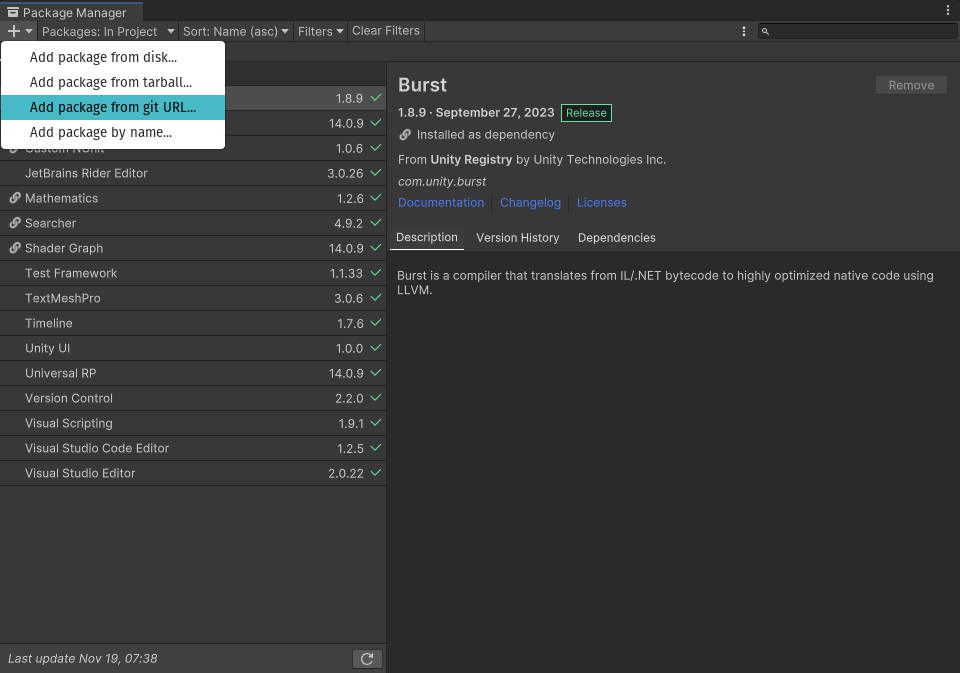 Package Manager
Packages: In Project Sort: Name (asc) Filters Clear Filters
Add package from disk...
Add package from tarball...
Add package from git URL...
Add package by name...
1.8.9
14.0.9
Custom NUnit 1.0.6
JetBrains Rider Editor 3.0.26
Mathematics 1.2.6
Searcher 4.9.2
Shader Graph 14.0.9
Test Framework 1.1.33
TextMeshPro 3.0.6
Timeline 1.7.6
Unity UI 1.0.0
Universal RP 14.0.9
Version Control 2.2.0
Visual Scripting 1.9.1
Visual Studio Code Editor 1.2.5
Visual Studio Editor 2.0.22
Last update Nov 19, 07:38
Burst Remove
1.8.9 · September 27, 2023 Release
Installed as dependency
From Unity Registry by Unity Technologies Inc.
com.unity.burst
Documentation Changelog Licenses
Description Version History Dependencies
Burst is a compiler that translates from IL/.NET bytecode to highly optimized native code using
LLVM.